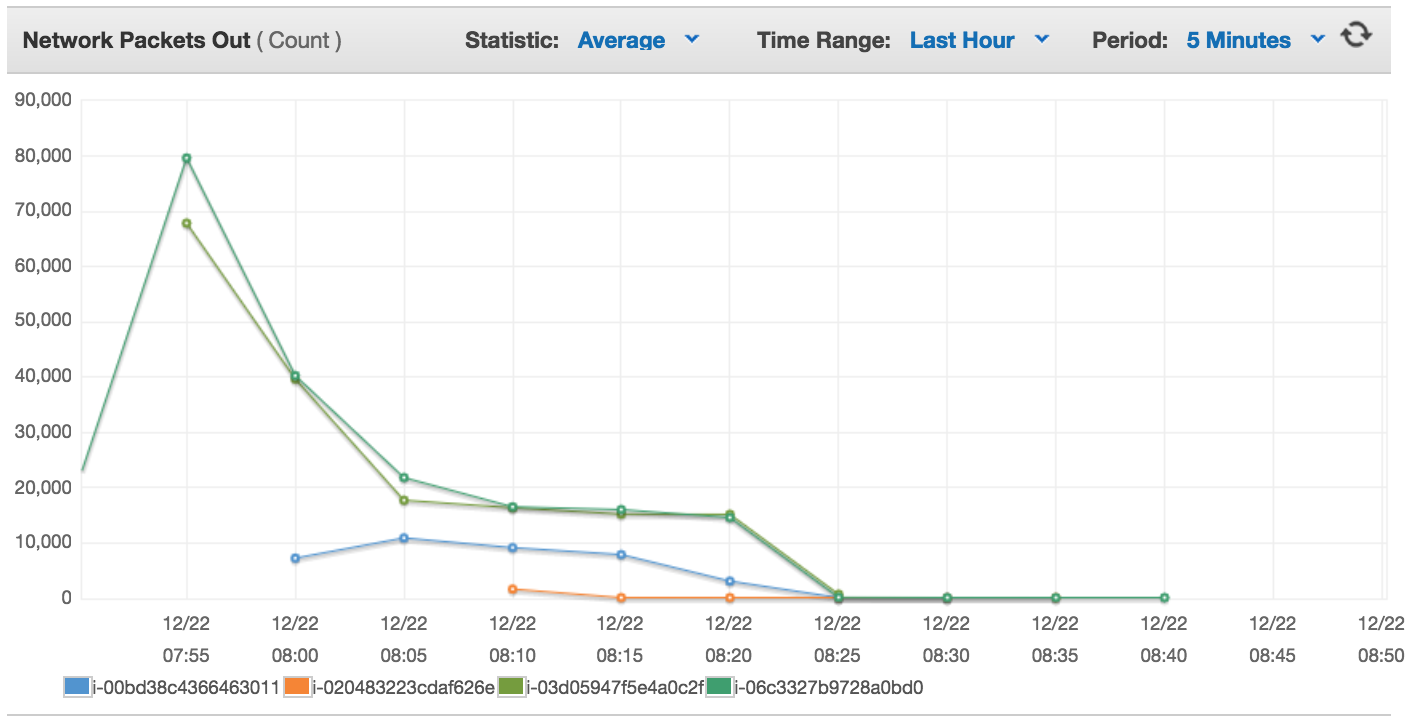 Network Packets Out ( Count ) Statistic: Average Time Range: Last Hour Period: 5 Minutes
90,000
80,000
70,000
60,000
50,000
40,000
30,000
20,000
10,000
0
12/22 12/22 12/22 12/22 12/22 12/22 12/22 12/22 12/22 12/22 12/22 12/22
07:55 08:00 08:05 08:10 08:15 08:20 08:25 08:30 08:35 08:40 08:45 08:50
i-00bd38c4366463011 i-020483223cdaf626e i-03d05947f5e4a0c2f i-06c3327b9728a0bd0